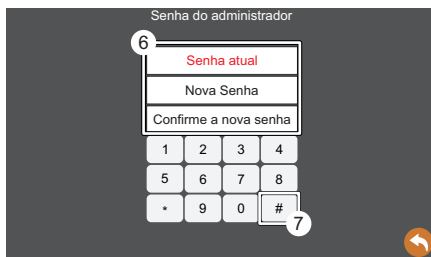 Senha do administrador
6
Senha atual
Nova Senha
Confirme a nova senha
1 2 3 4
5 6 7 8
* 9 0 #
7